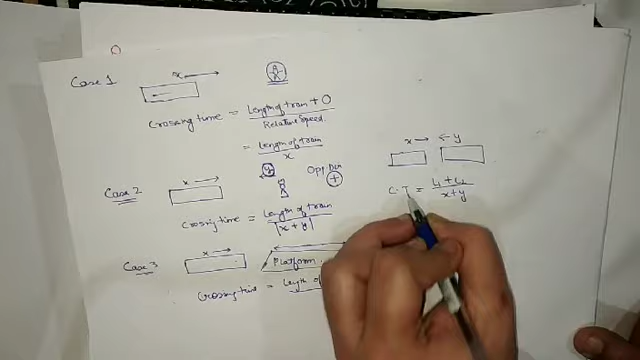 Case 1
x
Crossing time = Length of train + 0
Relative Speed.
= Length of train
x
Case 2
x
y
Opp Dirn
+
Crossing time = Length of train
|x + y|
Case 3
x
Platform
Crossing time = Length of
x y
C.T = L1 + L2
x+y